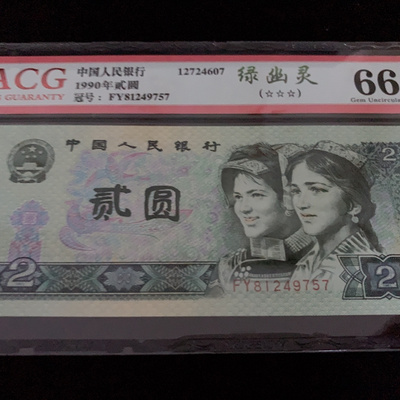 ACG
GUARANTY
中国人民银行
1990年贰圆
冠号：FY81249757
12724607
绿幽灵
(☆☆☆)
66
Gem Uncircula
中国人民银行
贰圆
2
2
2
FY81249757